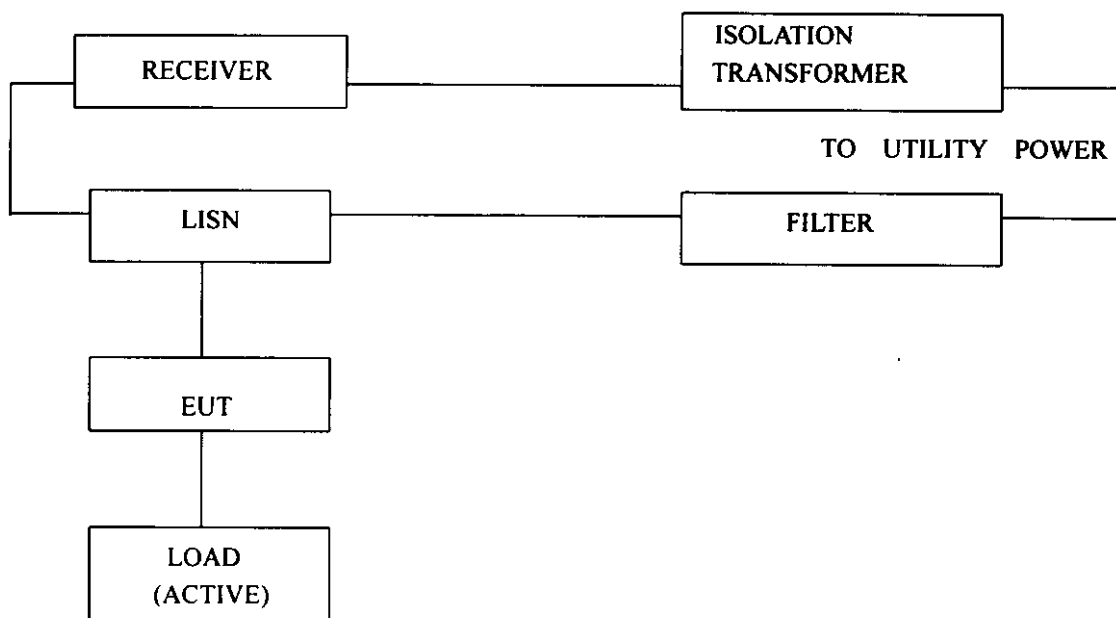 RECEIVER
ISOLATION
TRANSFORMER
TO UTILITY POWER
LISN
FILTER
EUT
LOAD
(ACTIVE)